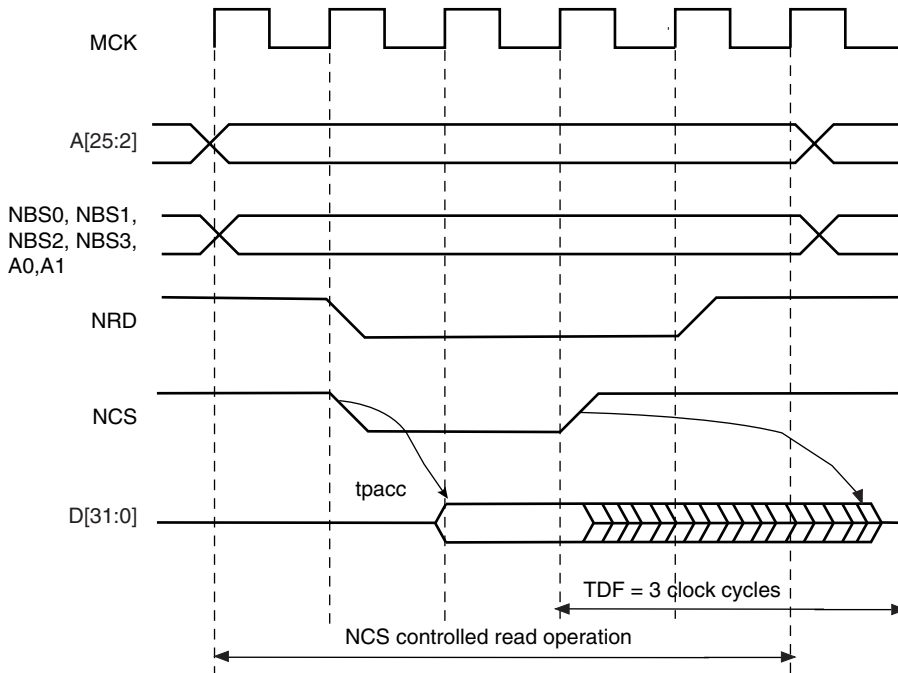 MCK
A[25:2]
NBS0, NBS1,
NBS2, NBS3,
A0,A1
NRD
NCS
tpacc
D[31:0]
TDF = 3 clock cycles
NCS controlled read operation